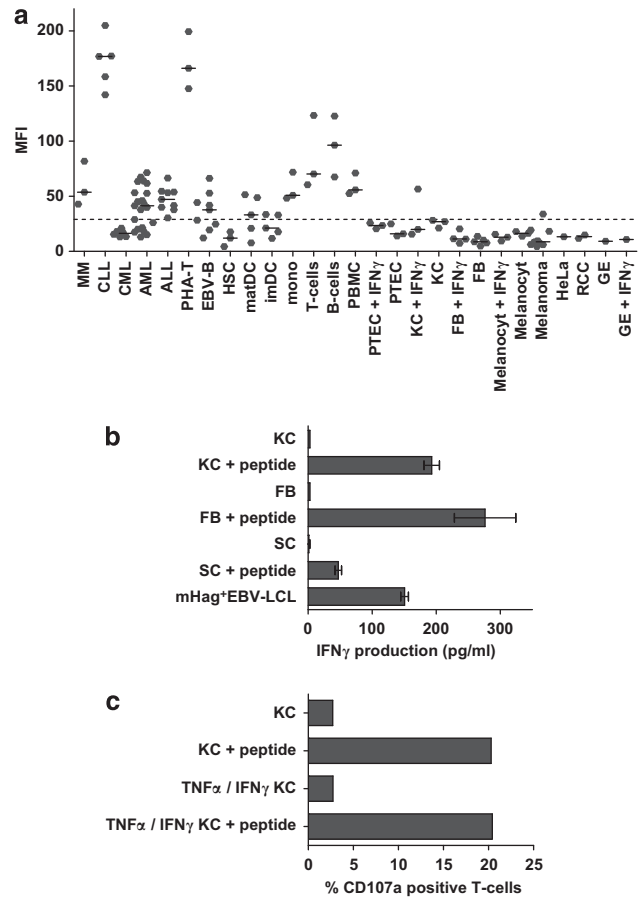 a
MFI
200
150
100
50
0
MM
CLL
CML
AML
ALL
PHA-T
EBV-B
HSC
matDC
imDC
mono
T-cells
B-cells
PBMC
PTEC + IFNγ
PTEC
KC + IFNγ
KC
FB + IFNγ
FB
Melanocyt + IFNγ
Melanocyt
Melanoma
HeLa
RCC
GE
GE + IFNγ
b
KC
KC + peptide
FB
FB + peptide
SC
SC + peptide
mHag⁺EBV-LCL
0 100 200 300
IFNγ production (pg/ml)
c
KC
KC + peptide
TNFα / IFNγ KC
TNFα / IFNγ KC + peptide
0 5 10 15 20 25
% CD107a positive T-cells